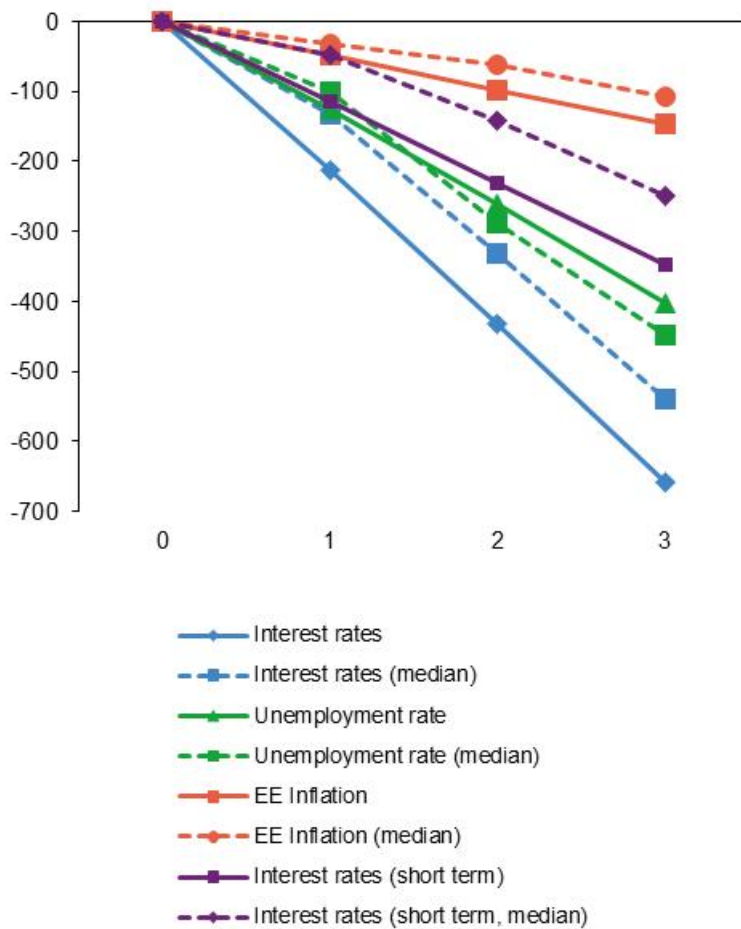 0
-100
-200
-300
-400
-500
-600
-700
0 1 2 3
Interest rates
Interest rates (median)
Unemployment rate
Unemployment rate (median)
EE Inflation
EE Inflation (median)
Interest rates (short term)
Interest rates (short term, median)